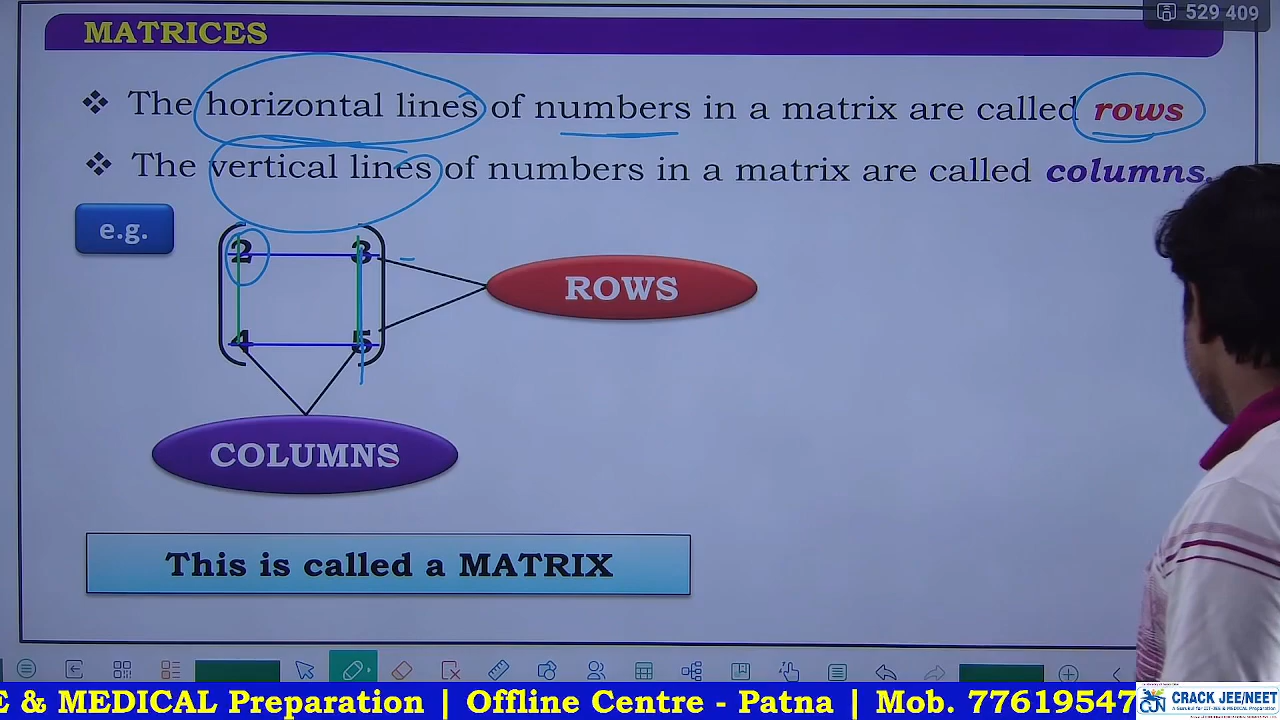 529 409
MATRICES
❖ The horizontal lines of numbers in a matrix are called rows
❖ The vertical lines of numbers in a matrix are called columns.
e.g.
2 3
ROWS
4 5
COLUMNS
This is called a MATRIX
E & MEDICAL Preparation | Offline Centre - Patna | Mob. 77619547
CRACK JEE/NEET